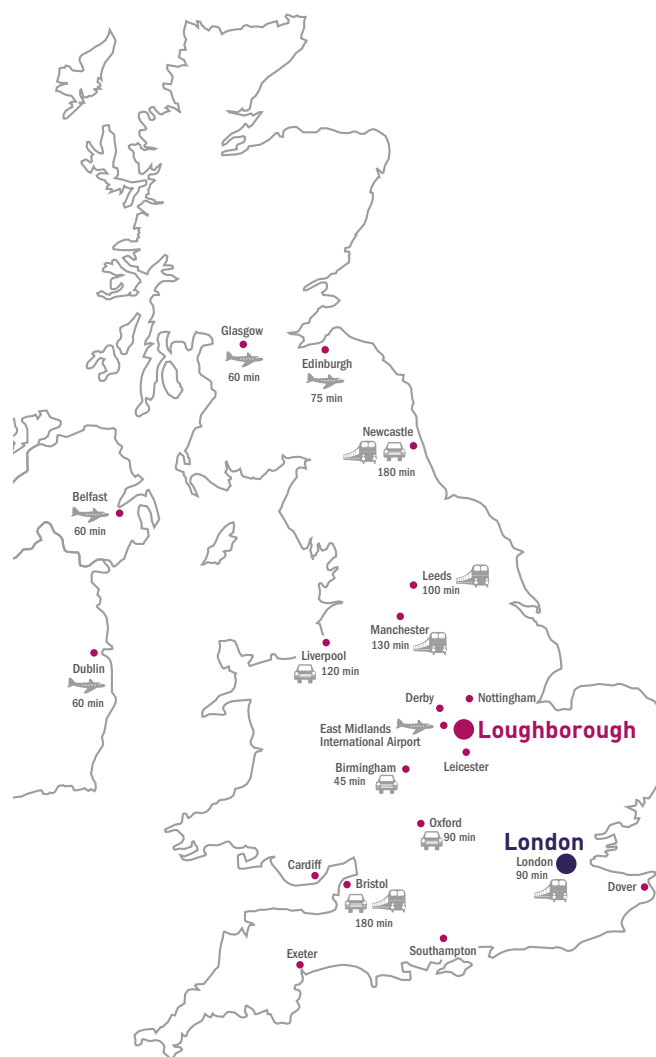 Glasgow
60 min
Edinburgh
75 min
Newcastle
180 min
Belfast
60 min
Leeds
100 min
Manchester
130 min
Liverpool
120 min
Dublin
60 min
Derby
Nottingham
East Midlands
International Airport
Loughborough
Leicester
Birmingham
45 min
Oxford
90 min
London
London
90 min
Cardiff
Bristol
180 min
Dover
Southampton
Exeter